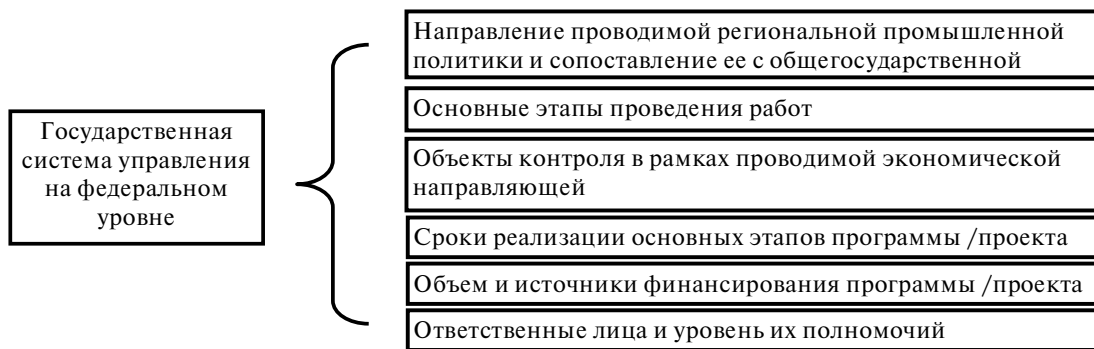 Государственная
система управления
на федеральном
уровне
Направление проводимой региональной промышленной
политики и сопоставление ее с общегосударственной
Основные этапы проведения работ
Объекты контроля в рамках проводимой экономической
направляющей
Сроки реализации основных этапов программы /проекта
Объем и источники финансирования программы /проекта
Ответственные лица и уровень их полномочий